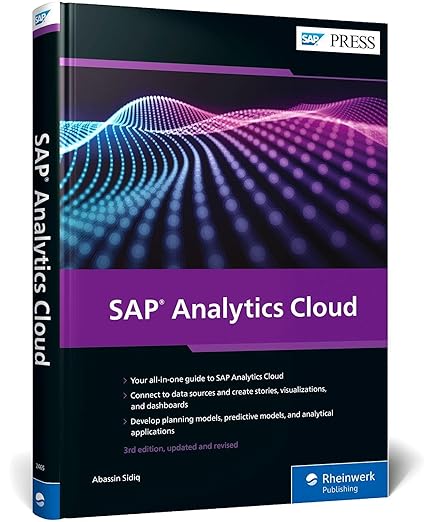 SAP PRESS
SAP® Analytics Cloud
SAP® Analytics Cloud
› Your all-in-one guide to SAP Analytics Cloud
› Connect to data sources and create stories, visualizations,
and dashboards
› Develop planning models, predictive models, and analytical
applications
3rd edition, updated and revised
Abassin Sidiq
Rheinwerk
Publishing